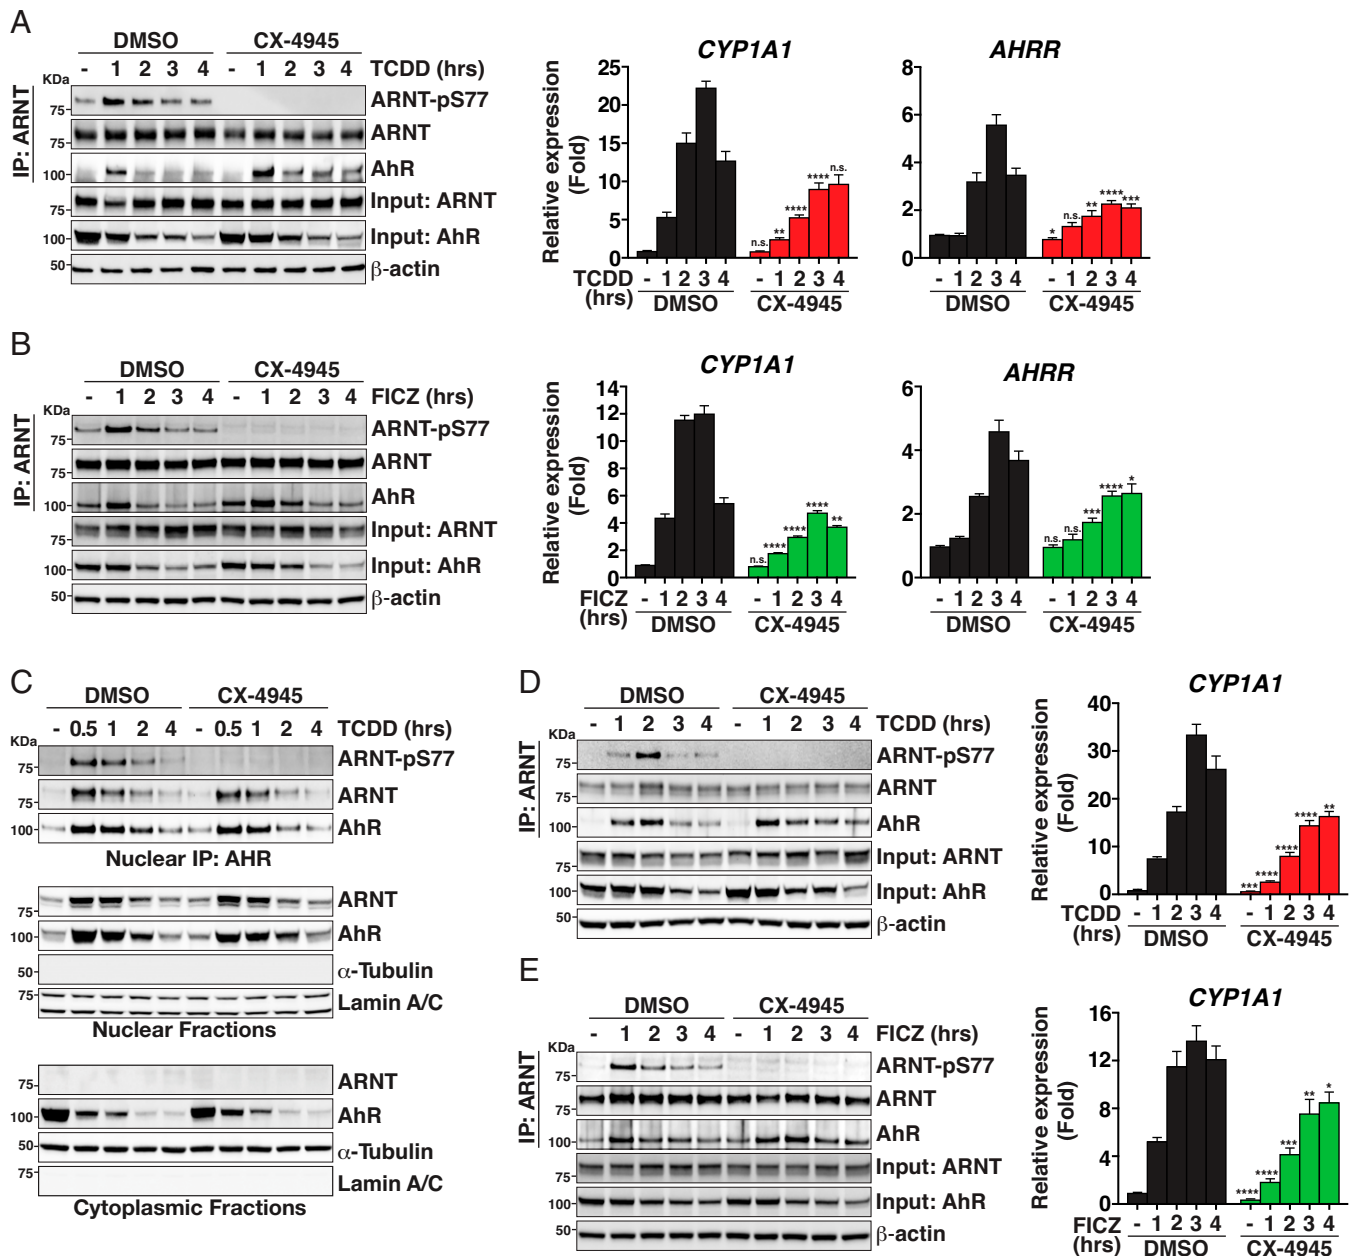 A
DMSO CX-4945
- 1 2 3 4 - 1 2 3 4 TCDD (hrs)
KDa
IP: ARNT
75- ARNT-pS77
75- ARNT
100- AhR
75- Input: ARNT
100- Input: AhR
50- β-actin
CYP1A1
Relative expression
(Fold)
25
20
15
10
5
0
n.s. ** **** **** n.s.
TCDD - 1 2 3 4 - 1 2 3 4
(hrs) DMSO CX-4945
AHRR
8
6
4
2
0
* n.s. ** **** ***
- 1 2 3 4 - 1 2 3 4
DMSO CX-4945
B
DMSO CX-4945
- 1 2 3 4 - 1 2 3 4 FICZ (hrs)
KDa
IP: ARNT
75- ARNT-pS77
75- ARNT
100- AhR
75- Input: ARNT
100- Input: AhR
50- β-actin
CYP1A1
Relative expression
(Fold)
14
12
10
8
6
4
2
0
n.s. **** **** **** **
FICZ - 1 2 3 4 - 1 2 3 4
(hrs) DMSO CX-4945
AHRR
6
4
2
0
n.s. n.s. *** **** *
- 1 2 3 4 - 1 2 3 4
DMSO CX-4945
C
DMSO CX-4945
- 0.5 1 2 4 - 0.5 1 2 4 TCDD (hrs)
KDa
75- ARNT-pS77
75- ARNT
100- AhR
Nuclear IP: AHR
75- ARNT
100- AhR
50- α-Tubulin
75- Lamin A/C
Nuclear Fractions
75- ARNT
100- AhR
50- α-Tubulin
75- Lamin A/C
Cytoplasmic Fractions
D
DMSO CX-4945
- 1 2 3 4 - 1 2 3 4 TCDD (hrs)
KDa
IP: ARNT
75- ARNT-pS77
75- ARNT
100- AhR
75- Input: ARNT
100- Input: AhR
50- β-actin
CYP1A1
Relative expression
(Fold)
40
30
20
10
0
*** **** **** **** **
TCDD - 1 2 3 4 - 1 2 3 4
(hrs) DMSO CX-4945
E
DMSO CX-4945
- 1 2 3 4 - 1 2 3 4 FICZ (hrs)
KDa
IP: ARNT
75- ARNT-pS77
75- ARNT
100- AhR
75- Input: ARNT
100- Input: AhR
50- β-actin
CYP1A1
Relative expression
(Fold)
16
12
8
4
0
**** **** *** ** *
FICZ - 1 2 3 4 - 1 2 3 4
(hrs) DMSO CX-4945